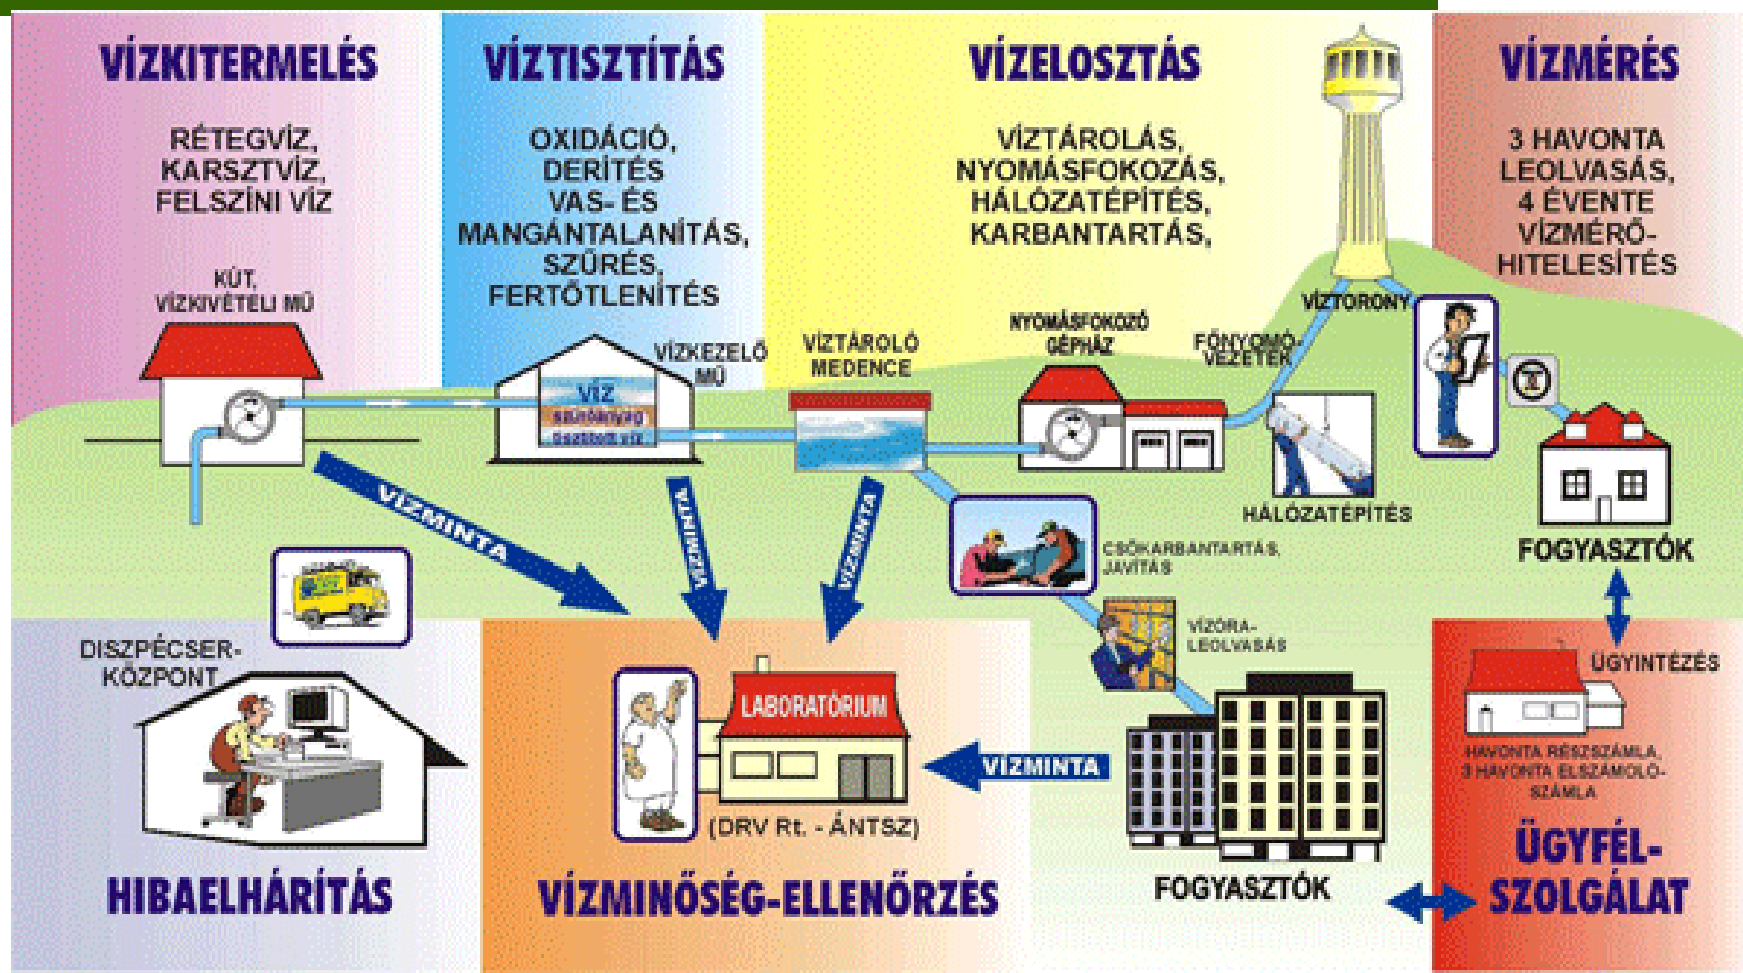 VÍZKITERMELÉS
RÉTEGVÍZ,
KARSZTVÍZ,
FELSZÍNI VÍZ
KÚT,
VÍZKIVÉTELI MŰ
VÍZTISZTÍTÁS
OXIDÁCIÓ,
DERÍTÉS
VAS- ÉS
MANGÁNTALANÍTÁS,
SZŰRÉS,
FERTŐTLENÍTÉS
VÍZKEZELŐ
MŰ
VÍZ
szűrőanyag
tisztított víz
VÍZELOSZTÁS
VÍZTÁROLÁS,
NYOMÁSFOKOZÁS,
HÁLÓZATÉPÍTÉS,
KARBANTARTÁS,
VÍZTÁROLÓ
MEDENCE
NYOMÁSFOKOZÓ
GÉPHÁZ
FŐNYOMÓ-
VEZETÉK
VÍZTORONY
HÁLÓZATÉPÍTÉS
VÍZMÉRÉS
3 HAVONTA
LEOLVASÁS,
4 ÉVENTE
VÍZMÉRŐ-
HITELESÍTÉS
FOGYASZTÓK
VÍZMINTA
VÍZMINTA
VÍZMINTA
CSŐKARBANTARTÁS,
JAVÍTÁS
VÍZÓRA-
LEOLVASÁS
DISZPÉCSER-
KÖZPONT
HIBAELHÁRÍTÁS
LABORATÓRIUM
(DRV Rt. - ÁNTSZ)
VÍZMINŐSÉG-ELLENŐRZÉS
VÍZMINTA
FOGYASZTÓK
ÜGYINTÉZÉS
HAVONTA RÉSZSZÁMLA,
3 HAVONTA ELSZÁMOLÓ-
SZÁMLA
ÜGYFÉL-
SZOLGÁLAT